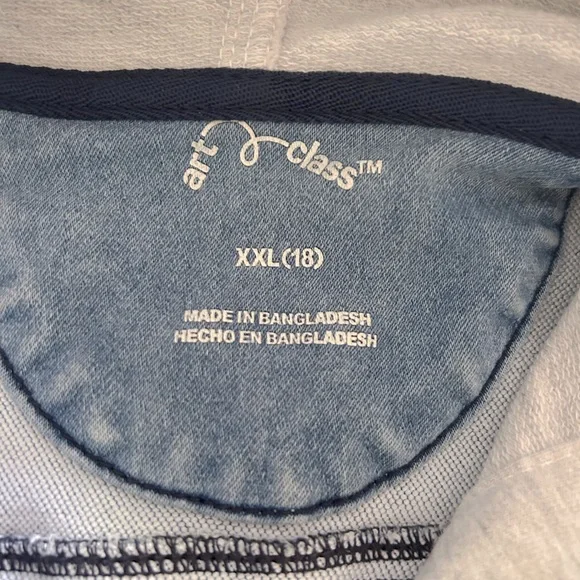 art class™
XXL(18)
MADE IN BANGLADESH
HECHO EN BANGLADESH